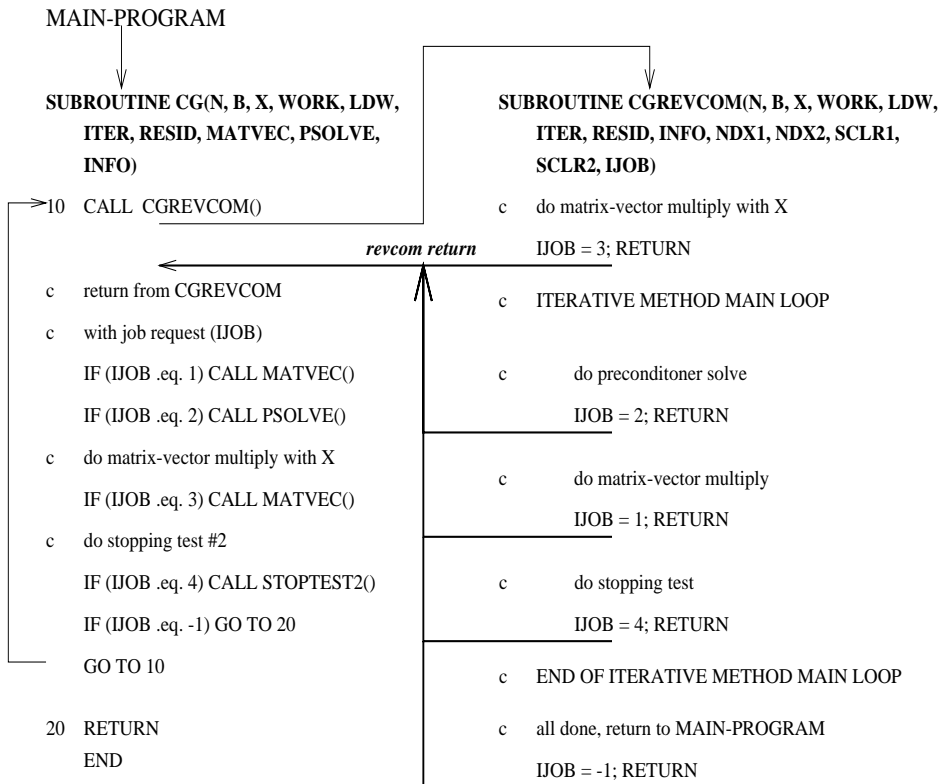 MAIN-PROGRAM
SUBROUTINE CG(N, B, X, WORK, LDW,
ITER, RESID, MATVEC, PSOLVE,
INFO)
10 CALL CGREVCOM()
c return from CGREVCOM
c with job request (IJOB)
IF (IJOB .eq. 1) CALL MATVEC()
IF (IJOB .eq. 2) CALL PSOLVE()
c do matrix-vector multiply with X
IF (IJOB .eq. 3) CALL MATVEC()
c do stopping test #2
IF (IJOB .eq. 4) CALL STOPTEST2()
IF (IJOB .eq. -1) GO TO 20
GO TO 10
20 RETURN
END
revcom return
SUBROUTINE CGREVCOM(N, B, X, WORK, LDW,
ITER, RESID, INFO, NDX1, NDX2, SCLR1,
SCLR2, IJOB)
c do matrix-vector multiply with X
IJOB = 3; RETURN
c ITERATIVE METHOD MAIN LOOP
c do preconditoner solve
IJOB = 2; RETURN
c do matrix-vector multiply
IJOB = 1; RETURN
c do stopping test
IJOB = 4; RETURN
c END OF ITERATIVE METHOD MAIN LOOP
c all done, return to MAIN-PROGRAM
IJOB = -1; RETURN